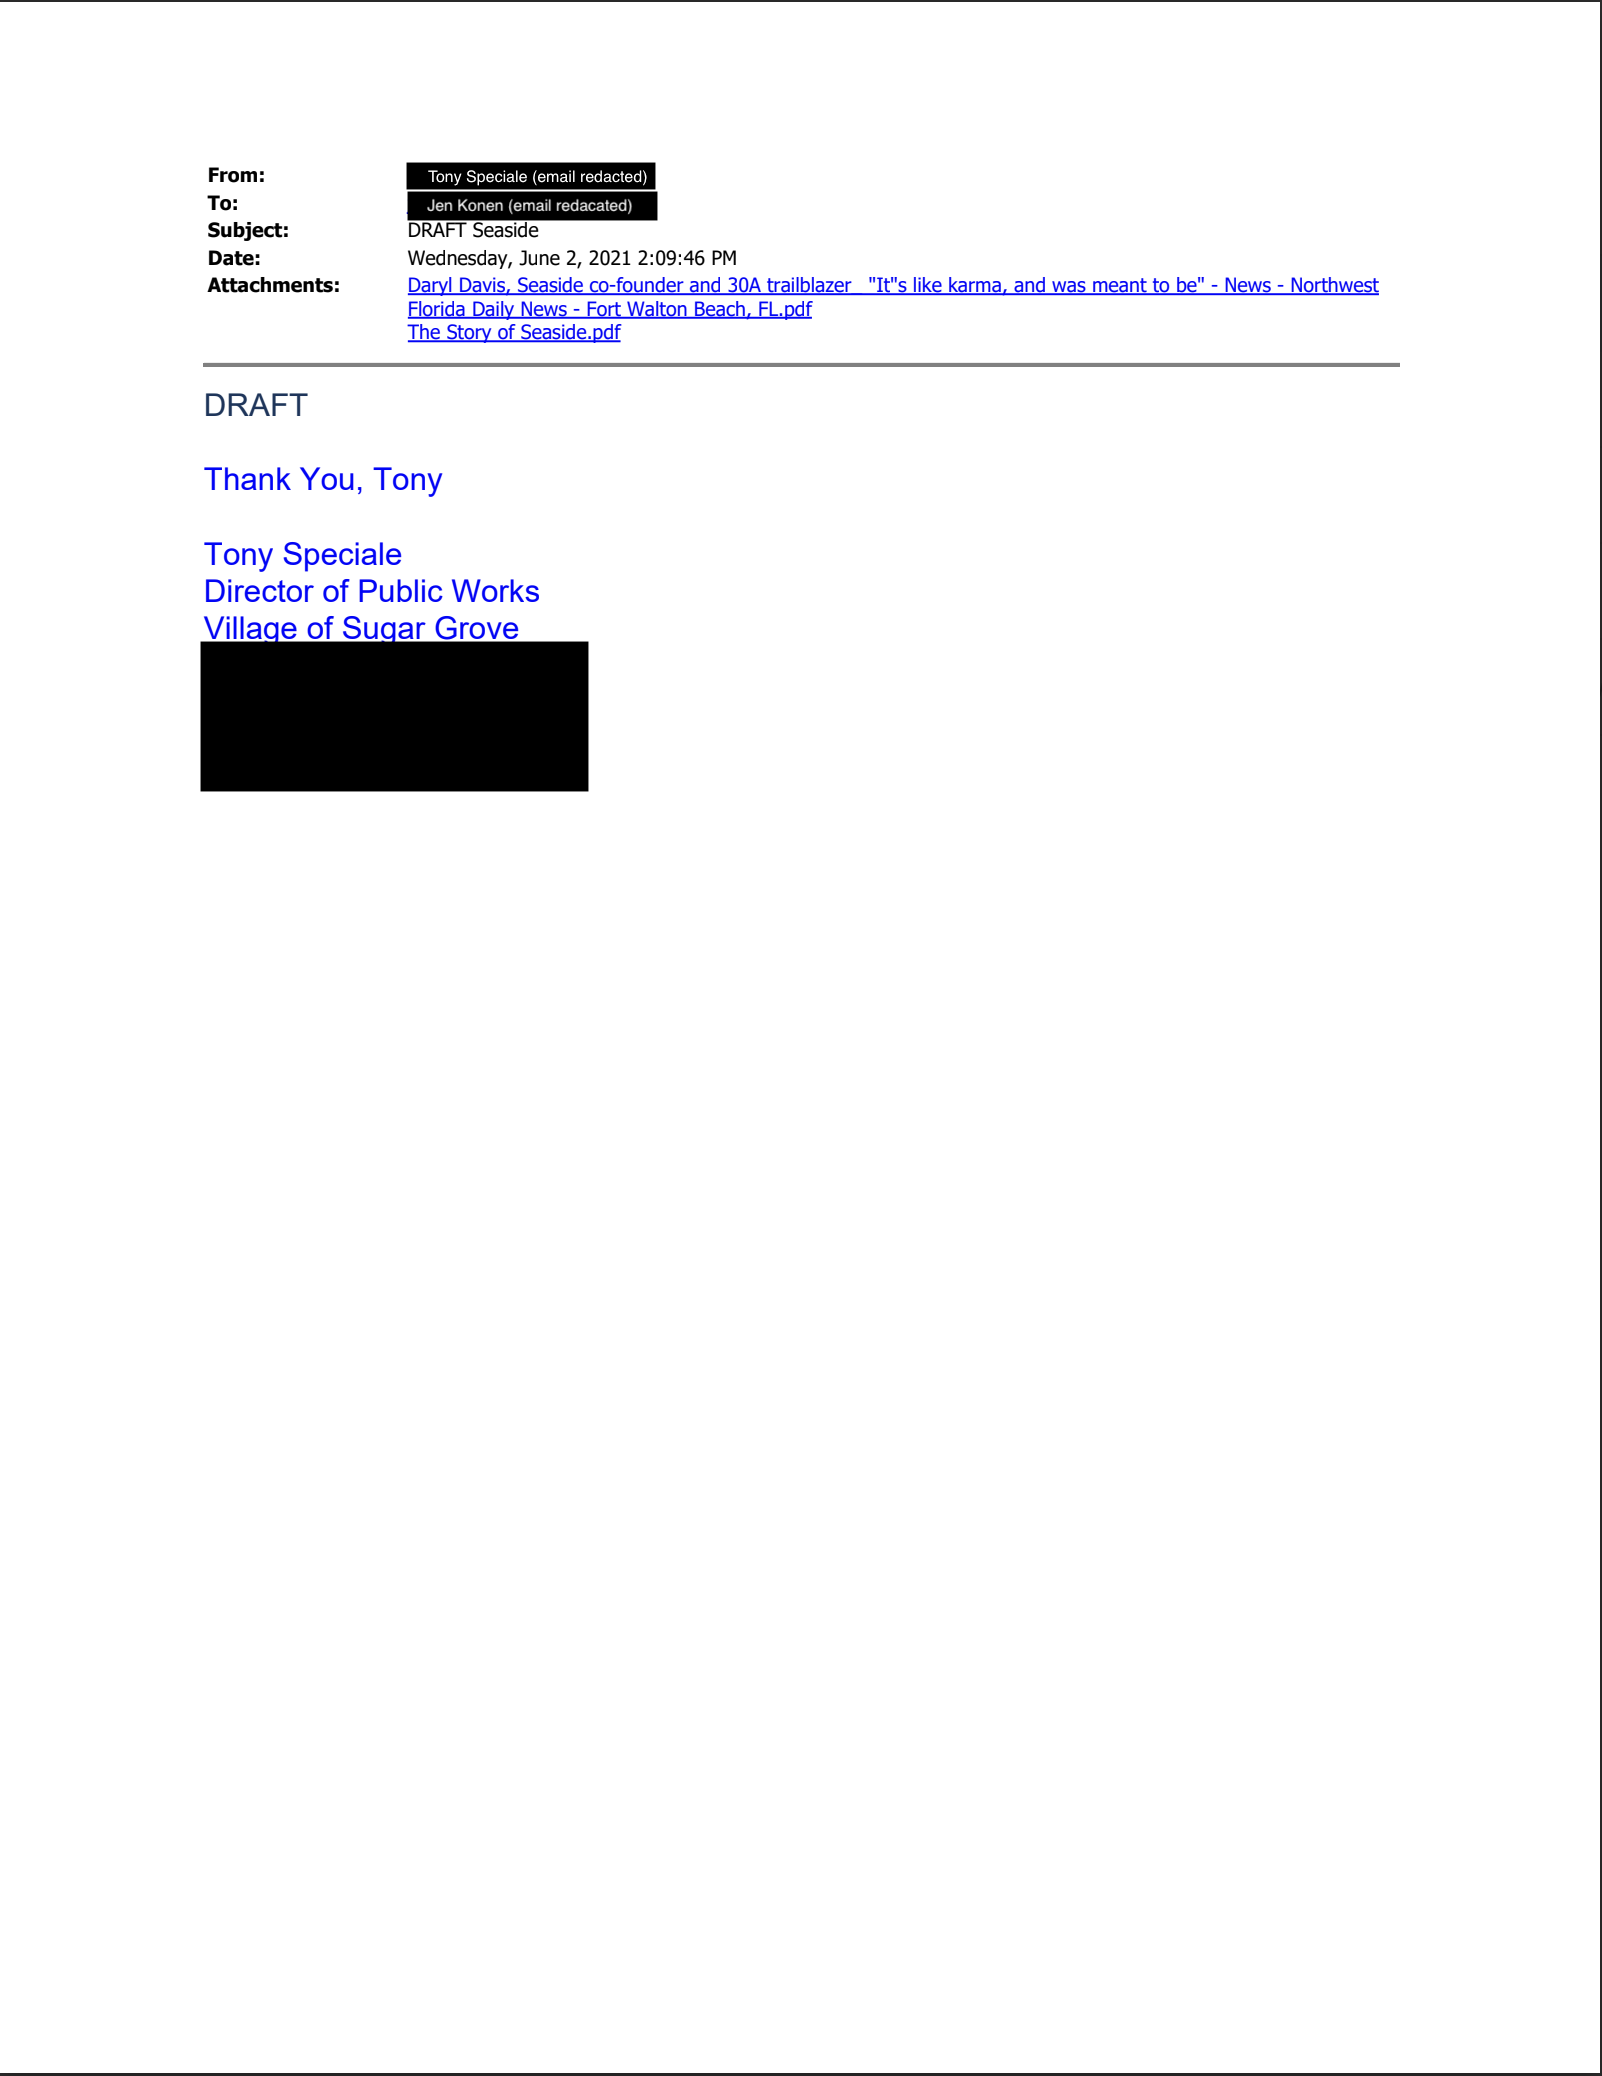 From: Tony Speciale (email redacted)
To: Jen Konen (email redacated)
Subject: DRAFT Seaside
Date: Wednesday, June 2, 2021 2:09:46 PM
Attachments: Daryl Davis, Seaside co-founder and 30A trailblazer_ "It"s like karma, and was meant to be" - News - Northwest
Florida Daily News - Fort Walton Beach, FL.pdf
The Story of Seaside.pdf
DRAFT
Thank You, Tony
Tony Speciale
Director of Public Works
Village of Sugar Grove